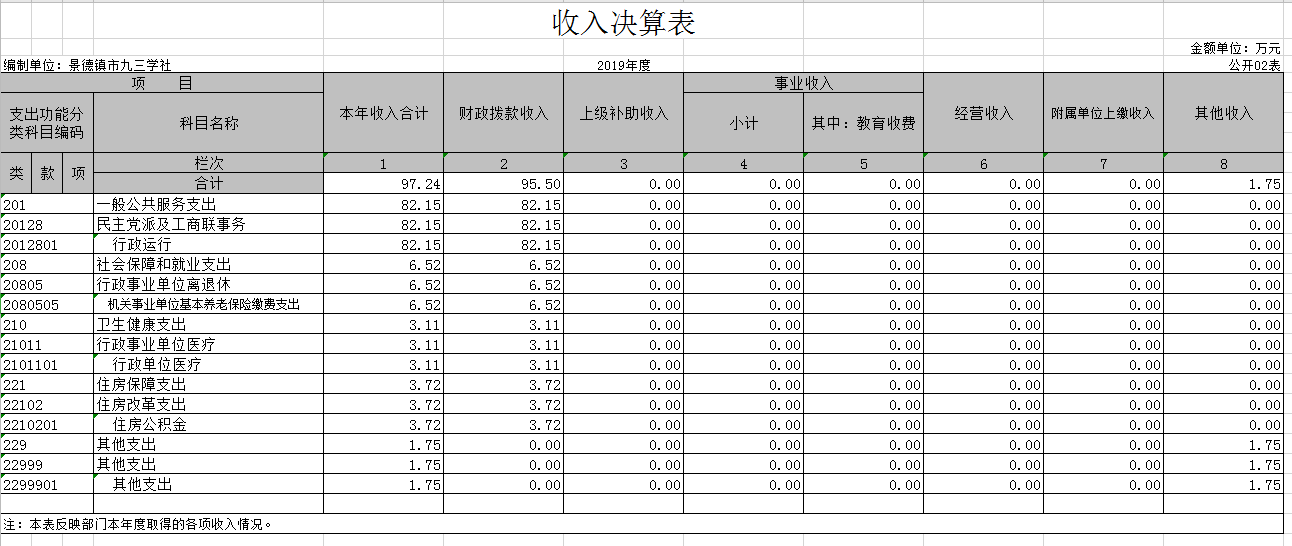 收入决算表
金额单位：万元
编制单位：景德镇市九三学社 2019年度 公开02表
项 目 本年收入合计 财政拨款收入 上级补助收入 事业收入 经营收入 附属单位上缴收入 其他收入
支出功能分类科目编码 科目名称 小计 其中：教育收费
类 款 项 栏次 1 2 3 4 5 6 7 8
合计 97.24 95.50 0.00 0.00 0.00 0.00 0.00 1.75
201 一般公共服务支出 82.15 82.15 0.00 0.00 0.00 0.00 0.00 0.00
20128 民主党派及工商联事务 82.15 82.15 0.00 0.00 0.00 0.00 0.00 0.00
2012801 行政运行 82.15 82.15 0.00 0.00 0.00 0.00 0.00 0.00
208 社会保障和就业支出 6.52 6.52 0.00 0.00 0.00 0.00 0.00 0.00
20805 行政事业单位离退休 6.52 6.52 0.00 0.00 0.00 0.00 0.00 0.00
2080505 机关事业单位基本养老保险缴费支出 6.52 6.52 0.00 0.00 0.00 0.00 0.00 0.00
210 卫生健康支出 3.11 3.11 0.00 0.00 0.00 0.00 0.00 0.00
21011 行政事业单位医疗 3.11 3.11 0.00 0.00 0.00 0.00 0.00 0.00
2101101 行政单位医疗 3.11 3.11 0.00 0.00 0.00 0.00 0.00 0.00
221 住房保障支出 3.72 3.72 0.00 0.00 0.00 0.00 0.00 0.00
22102 住房改革支出 3.72 3.72 0.00 0.00 0.00 0.00 0.00 0.00
2210201 住房公积金 3.72 3.72 0.00 0.00 0.00 0.00 0.00 0.00
229 其他支出 1.75 0.00 0.00 0.00 0.00 0.00 0.00 1.75
22999 其他支出 1.75 0.00 0.00 0.00 0.00 0.00 0.00 1.75
2299901 其他支出 1.75 0.00 0.00 0.00 0.00 0.00 0.00 1.75
注：本表反映部门本年度取得的各项收入情况。